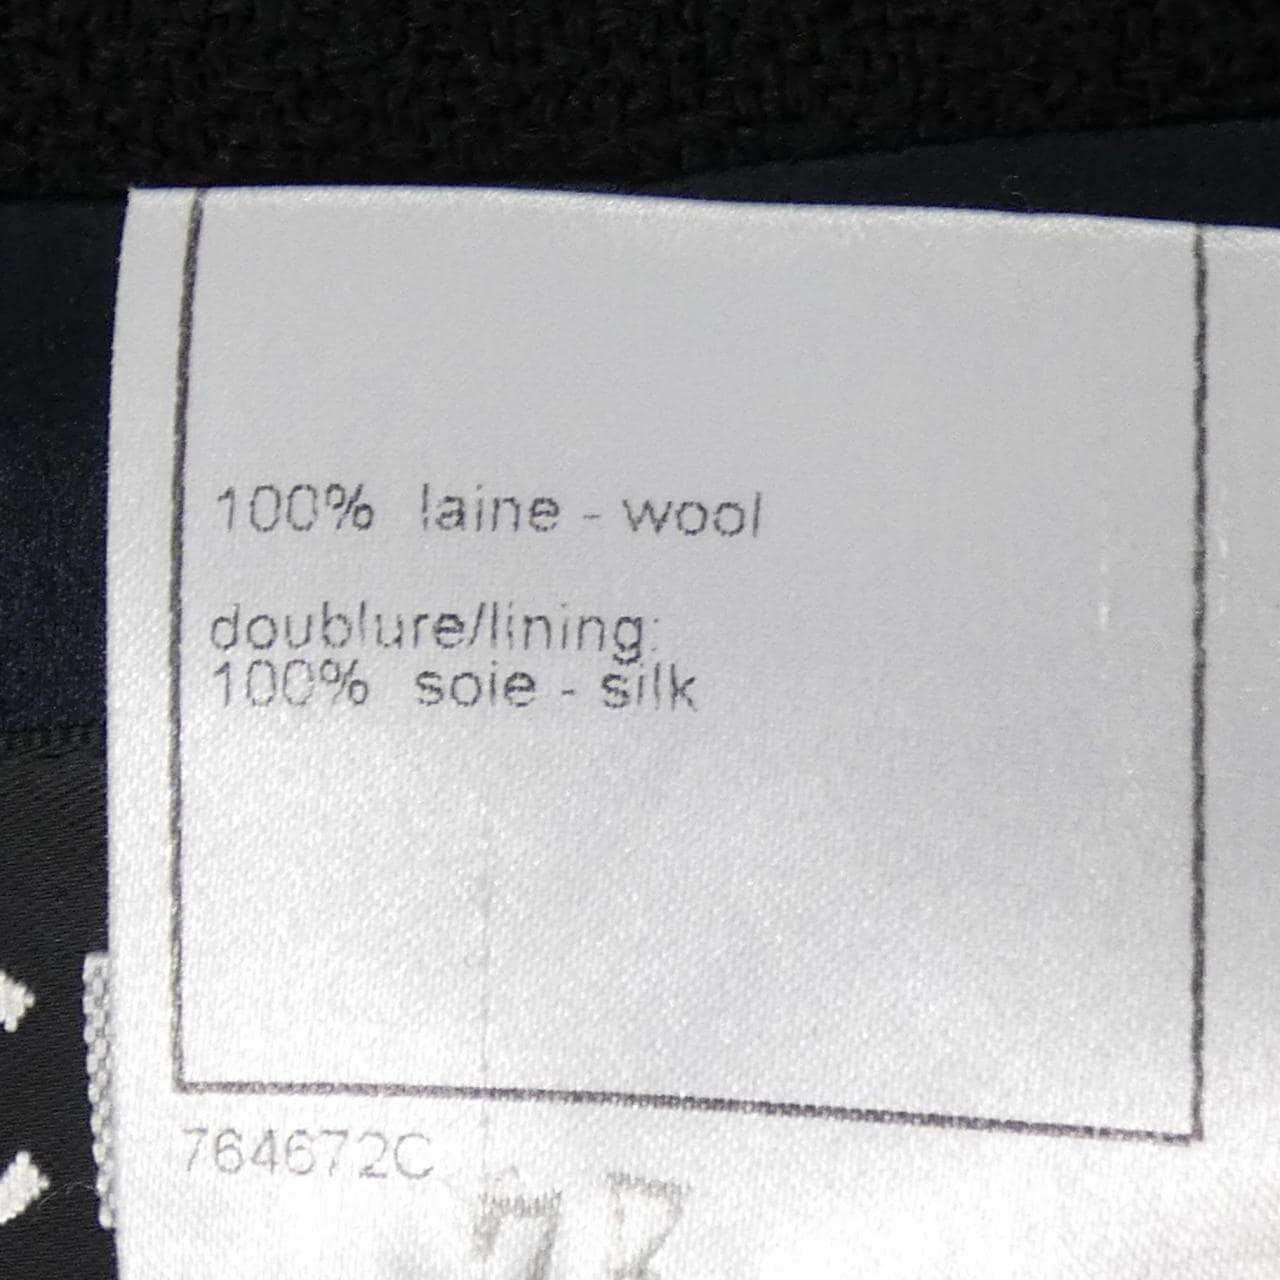 100% laine - wool
doublure/lining:
100% soie - silk
764672C